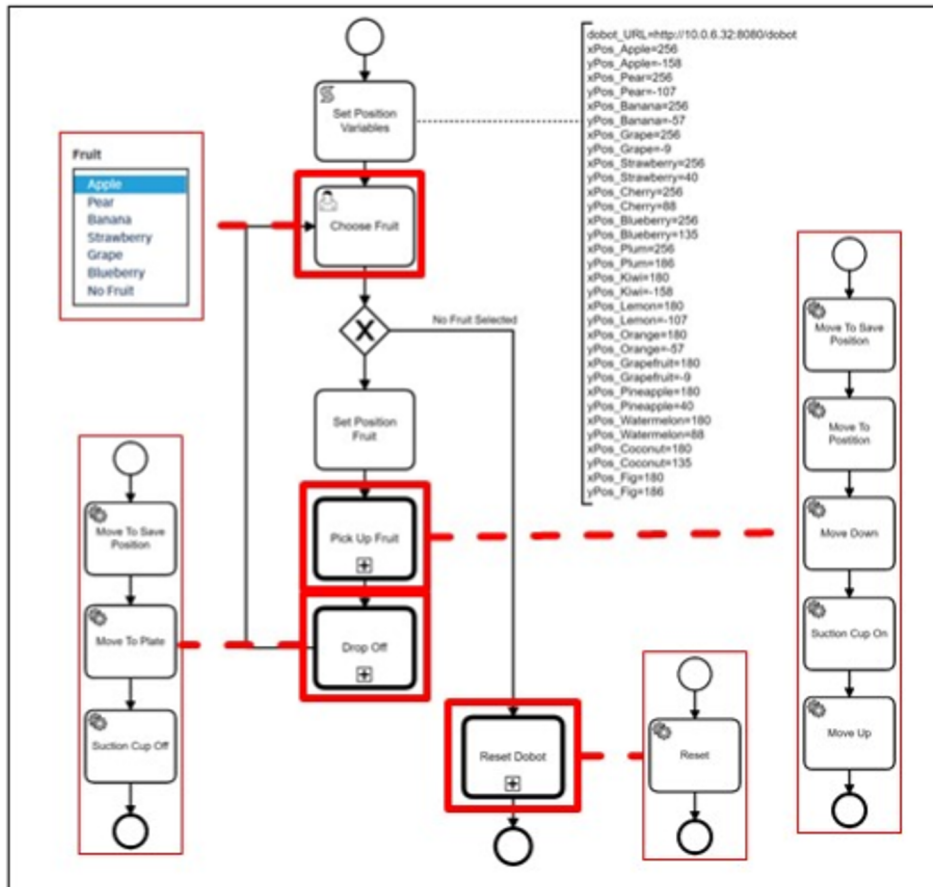 dobot_URL=http://10.0.6.32:8080/dobot
xPos_Apple=256
yPos_Apple=-158
xPos_Pear=256
yPos_Pear=-107
xPos_Banana=256
yPos_Banana=-57
xPos_Grape=256
yPos_Grape=-9
xPos_Strawberry=256
yPos_Strawberry=40
xPos_Cherry=256
yPos_Cherry=88
xPos_Blueberry=256
yPos_Blueberry=135
xPos_Plum=256
yPos_Plum=186
xPos_Kiwi=180
yPos_Kiwi=-158
xPos_Lemon=180
yPos_Lemon=-107
xPos_Orange=180
yPos_Orange=-57
xPos_Grapefruit=180
yPos_Grapefruit=-9
xPos_Pineapple=180
yPos_Pineapple=40
xPos_Watermelon=180
yPos_Watermelon=88
xPos_Coconut=180
yPos_Coconut=135
xPos_Fig=180
yPos_Fig=186
Set Position
Variables
Fruit
Apple
Pear
Banana
Strawberry
Grape
Blueberry
No Fruit
Choose Fruit
X
No Fruit Selected
Set Position
Fruit
Pick Up Fruit
Drop Off
Reset Dobot
Move To Save
Position
Move To Plate
Suction Cup Off
Reset
Move To Save
Position
Move To
Postition
Move Down
Suction Cup On
Move Up